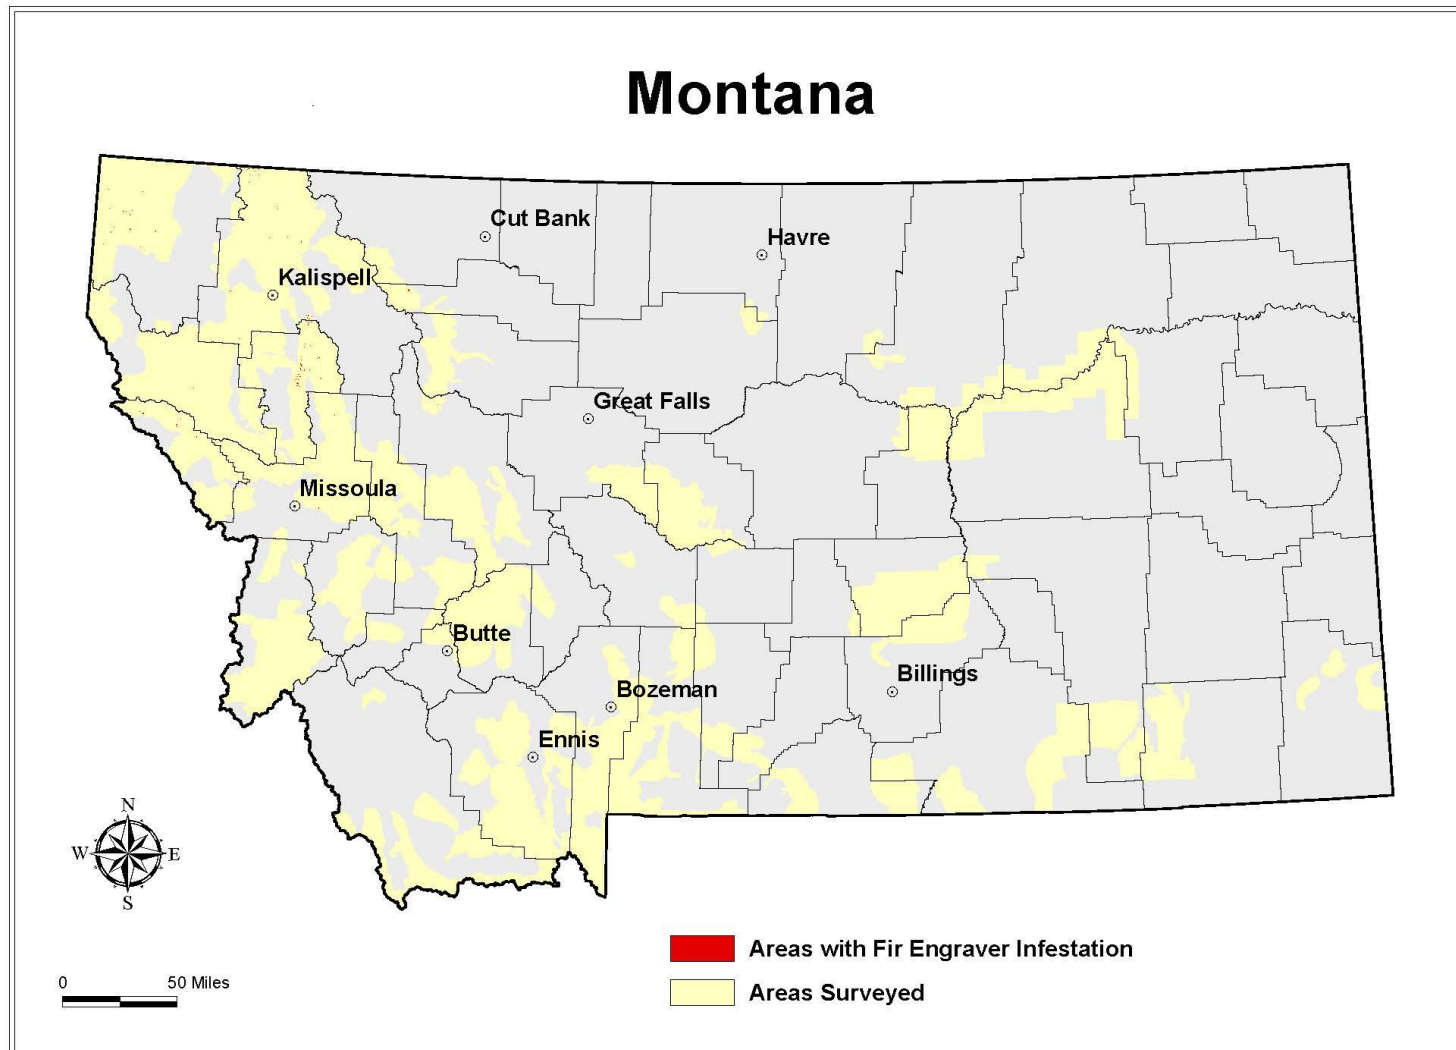 Montana
Cut Bank
Havre
Kalispell
Great Falls
Missoula
Butte
Billings
Bozeman
Ennis
N
W E
S
0 50 Miles
Areas with Fir Engraver Infestation
Areas Surveyed